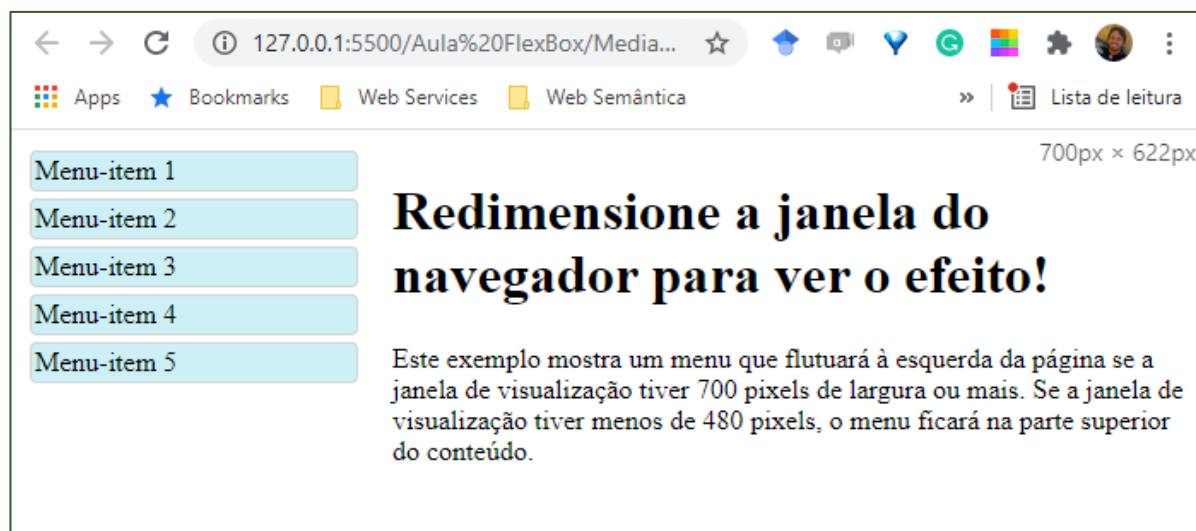 127.0.0.1:5500/Aula%20FlexBox/Media...
Apps Bookmarks Web Services Web Semântica » Lista de leitura
700px × 622px
Menu-item 1
Menu-item 2
Menu-item 3
Menu-item 4
Menu-item 5
Redimensione a janela do
navegador para ver o efeito!
Este exemplo mostra um menu que flutuará à esquerda da página se a
janela de visualização tiver 700 pixels de largura ou mais. Se a janela de
visualização tiver menos de 480 pixels, o menu ficará na parte superior
do conteúdo.